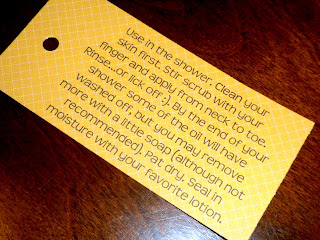 Use in the shower. Clean your
skin first, stir scrub with your
finger and apply from neck to toe.
Rinse...or lick off :). By the end of your
shower some of the oil will have
washed off, but you may remove
more with a little soap (although not
recommended). Pat dry. Seal in
moisture with your favorite lotion.